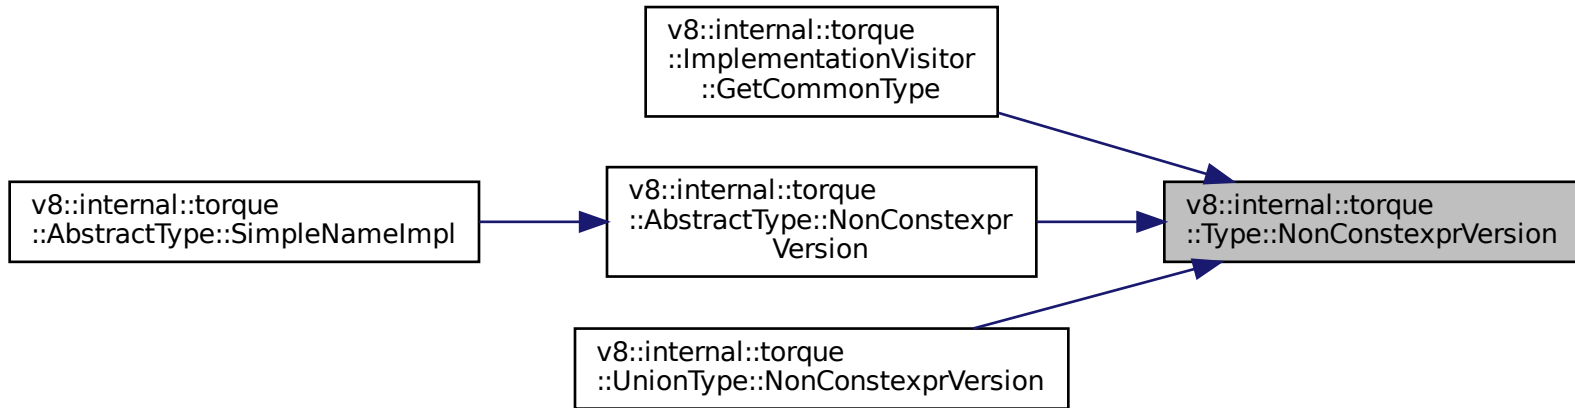 v8::internal::torque
::ImplementationVisitor
::GetCommonType
v8::internal::torque
::AbstractType::SimpleNameImpl
v8::internal::torque
::AbstractType::NonConstexpr
Version
v8::internal::torque
::Type::NonConstexprVersion
v8::internal::torque
::UnionType::NonConstexprVersion